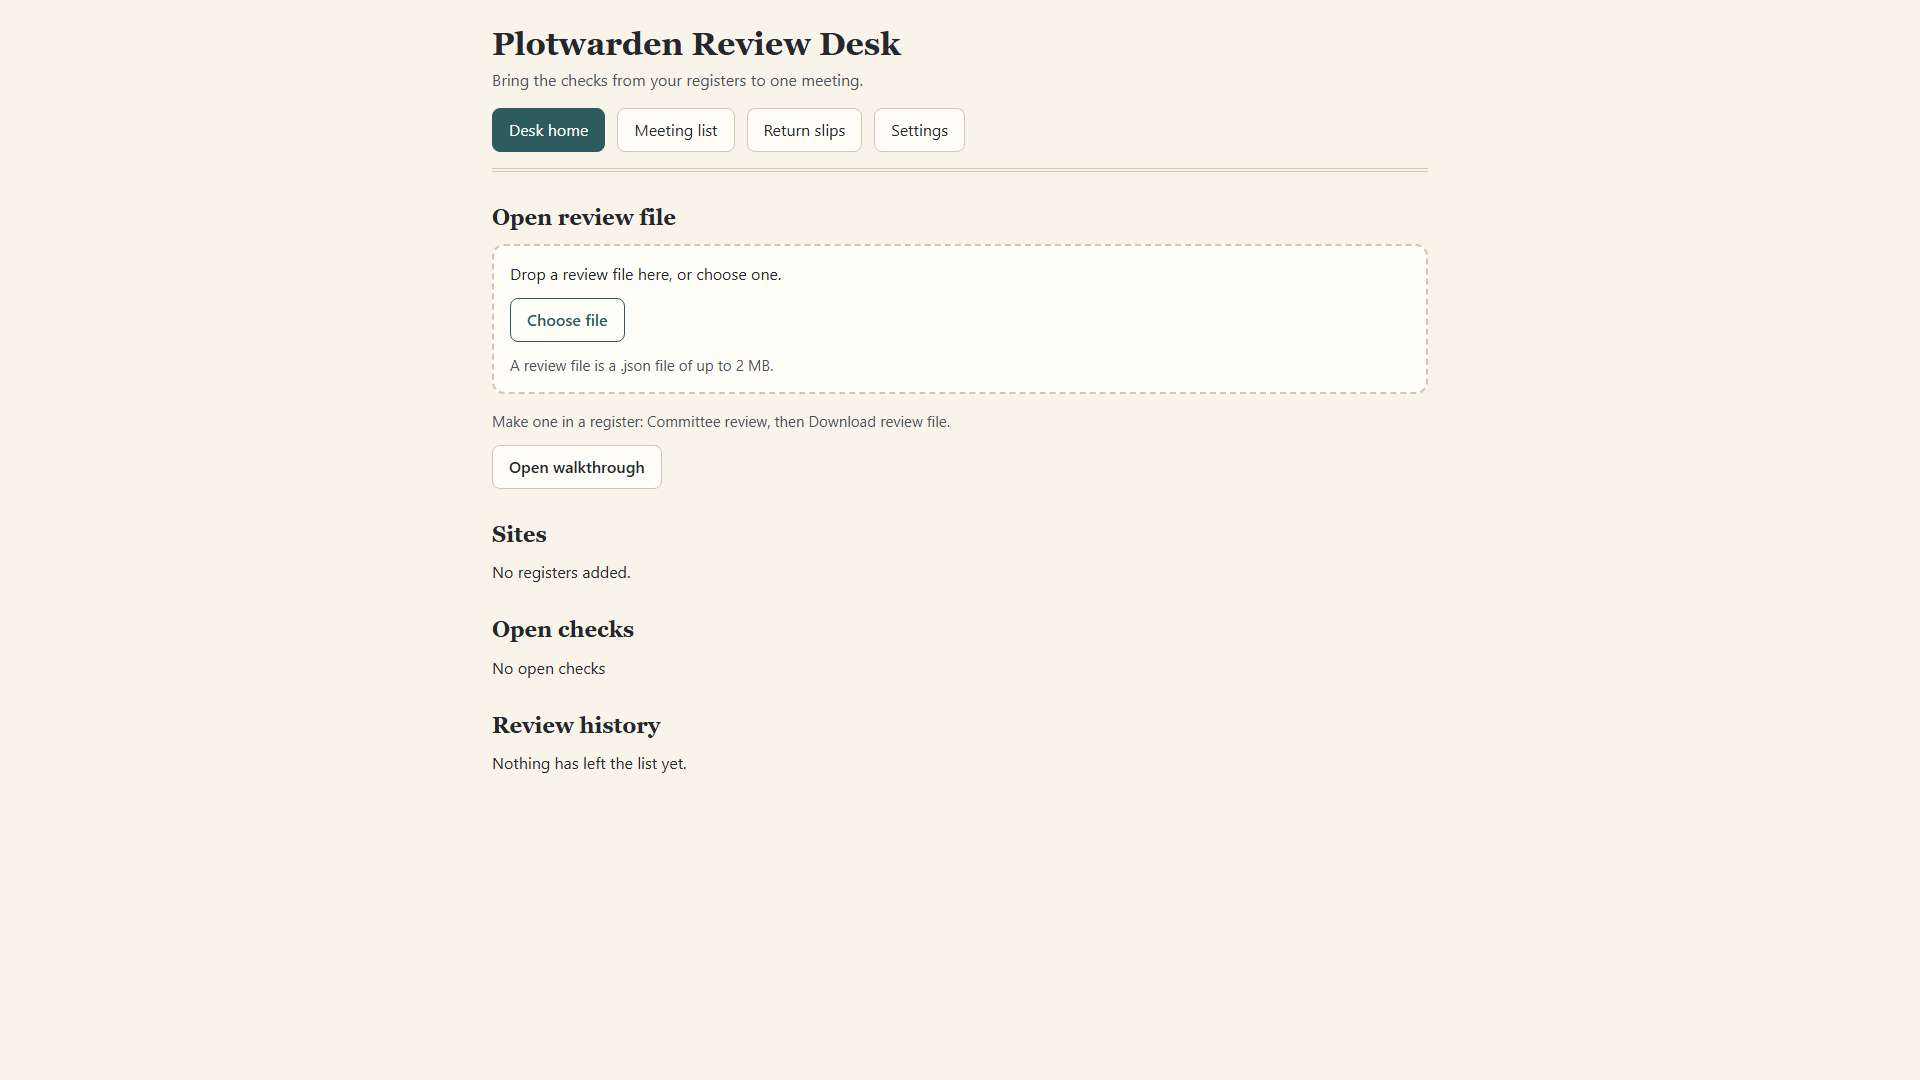 Plotwarden Review Desk
Bring the checks from your registers to one meeting.
Desk home
Meeting list
Return slips
Settings
Open review file
Drop a review file here, or choose one.
Choose file
A review file is a .json file of up to 2 MB.
Make one in a register: Committee review, then Download review file.
Open walkthrough
Sites
No registers added.
Open checks
No open checks
Review history
Nothing has left the list yet.